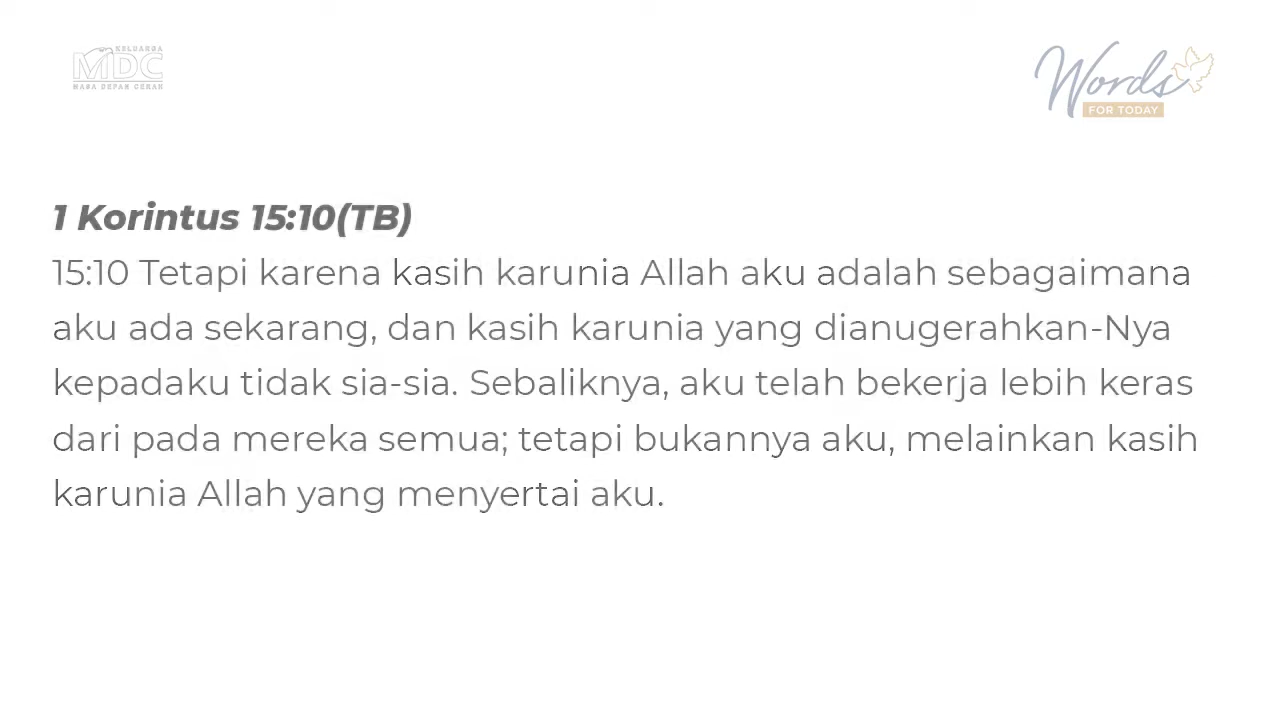 KELUARGA
MDC
MASA DEPAN CERAH
Words
FOR TODAY
1 Korintus 15:10(TB)
15:10 Tetapi karena kasih karunia Allah aku adalah sebagaimana
aku ada sekarang, dan kasih karunia yang dianugerahkan-Nya
kepadaku tidak sia-sia. Sebaliknya, aku telah bekerja lebih keras
dari pada mereka semua; tetapi bukannya aku, melainkan kasih
karunia Allah yang menyertai aku.